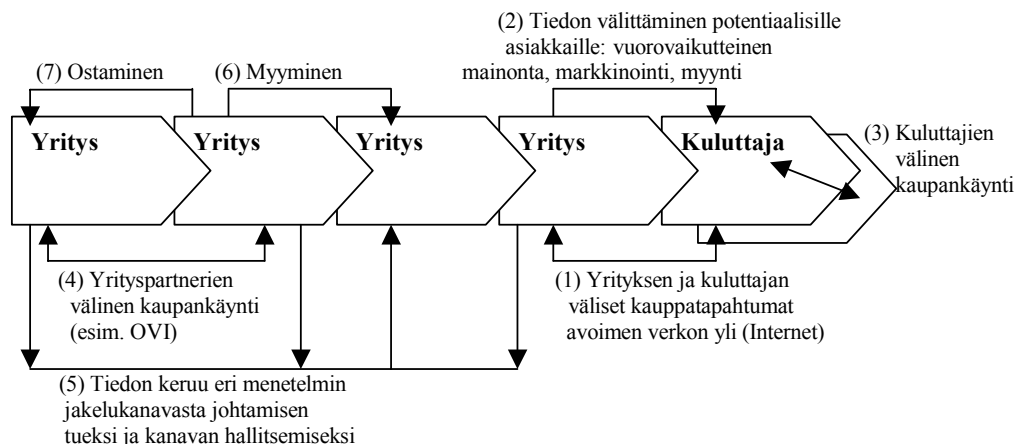 (2) Tiedon välittäminen potentiaalisille
asiakkaille: vuorovaikutteinen
mainonta, markkinointi, myynti
(7) Ostaminen
(6) Myyminen
Yritys
Yritys
Yritys
Yritys
Kuluttaja
(3) Kuluttajien
välinen
kaupankäynti
(4) Yrityspartnerien
välinen kaupankäynti
(esim. OVI)
(1) Yrityksen ja kuluttajan
väliset kauppatapahtumat
avoimen verkon yli (Internet)
(5) Tiedon keruu eri menetelmin
jakelukanavasta johtamisen
tueksi ja kanavan hallitsemiseksi